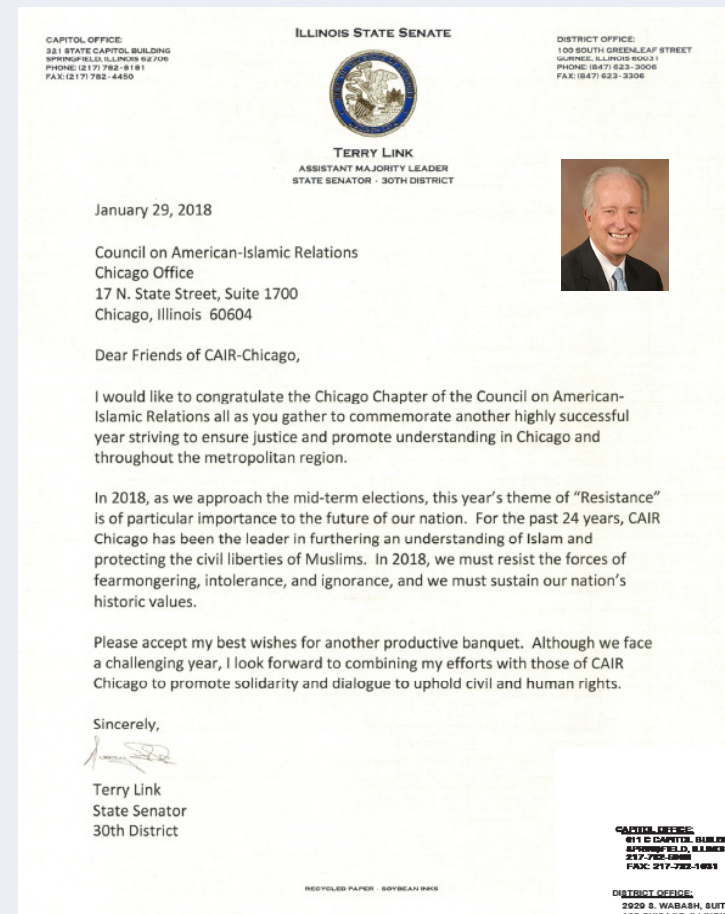 ILLINOIS STATE SENATE
CAPITOL OFFICE:
321 STATE CAPITOL BUILDING
SPRINGFIELD, ILLINOIS 62706
PHONE: (217) 782-8181
FAX: (217) 782-4450
DISTRICT OFFICE:
100 SOUTH GREENLEAF STREET
GURNEE, ILLINOIS 60031
PHONE: (847) 623-3006
FAX: (847) 623-3306
TERRY LINK
ASSISTANT MAJORITY LEADER
STATE SENATOR · 30TH DISTRICT
January 29, 2018
Council on American-Islamic Relations
Chicago Office
17 N. State Street, Suite 1700
Chicago, Illinois 60604
Dear Friends of CAIR-Chicago,
I would like to congratulate the Chicago Chapter of the Council on American-
Islamic Relations all as you gather to commemorate another highly successful
year striving to ensure justice and promote understanding in Chicago and
throughout the metropolitan region.
In 2018, as we approach the mid-term elections, this year's theme of “Resistance”
is of particular importance to the future of our nation. For the past 24 years, CAIR
Chicago has been the leader in furthering an understanding of Islam and
protecting the civil liberties of Muslims. In 2018, we must resist the forces of
fearmongering, intolerance, and ignorance, and we must sustain our nation's
historic values.
Please accept my best wishes for another productive banquet. Although we face
a challenging year, I look forward to combining my efforts with those of CAIR
Chicago to promote solidarity and dialogue to uphold civil and human rights.
Sincerely,
Terry Link
State Senator
30th District
RECYCLED PAPER · SOYBEAN INKS
CAPITOL OFFICE:
CAPITOL
SPRINGFIELD,
FAX:
DISTRICT OFFICE:
2929 S. WABASH,